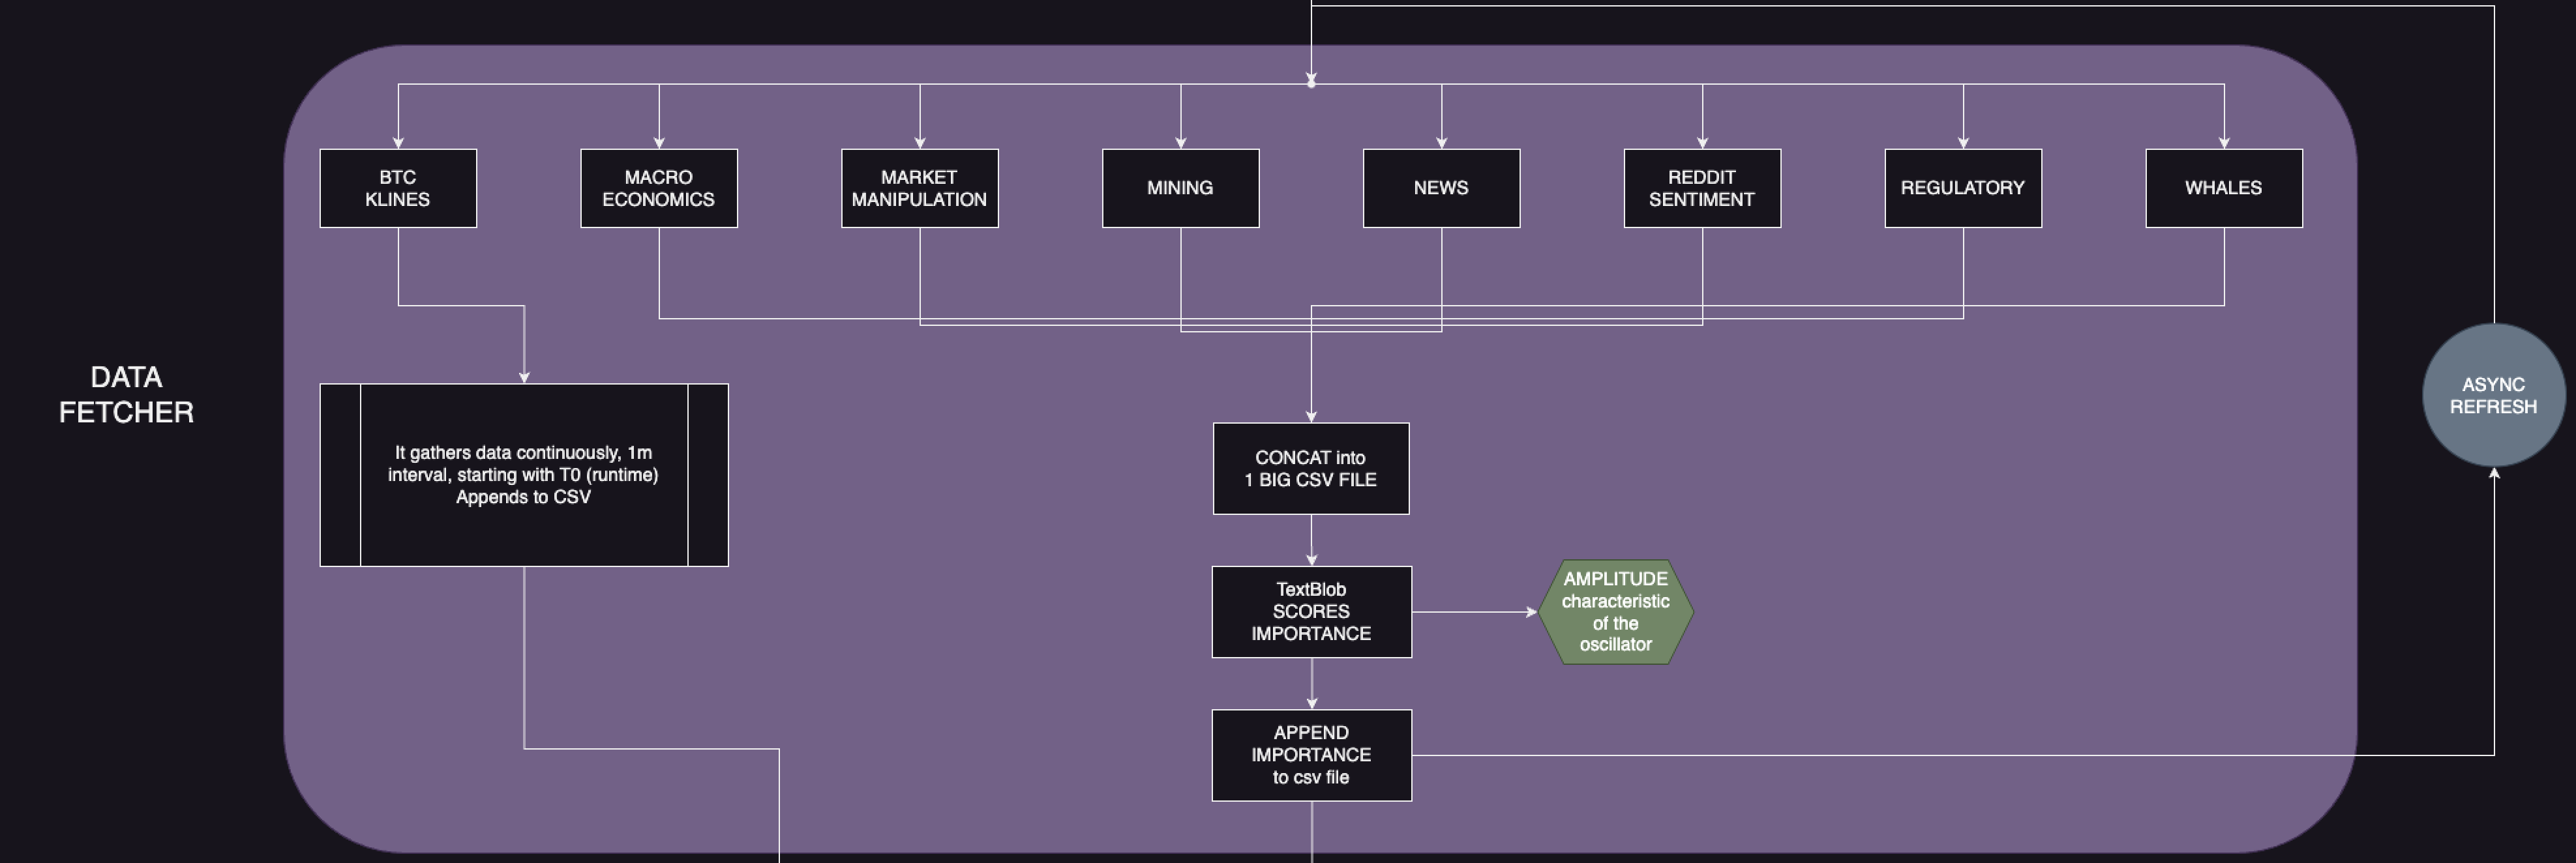 DATA
FETCHER
BTC
KLINES
MACRO
ECONOMICS
MARKET
MANIPULATION
MINING
NEWS
REDDIT
SENTIMENT
REGULATORY
WHALES
It gathers data continuously, 1m
interval, starting with T0 (runtime)
Appends to CSV
CONCAT into
1 BIG CSV FILE
TextBlob
SCORES
IMPORTANCE
AMPLITUDE
characteristic
of the
oscillator
APPEND
IMPORTANCE
to csv file
ASYNC
REFRESH